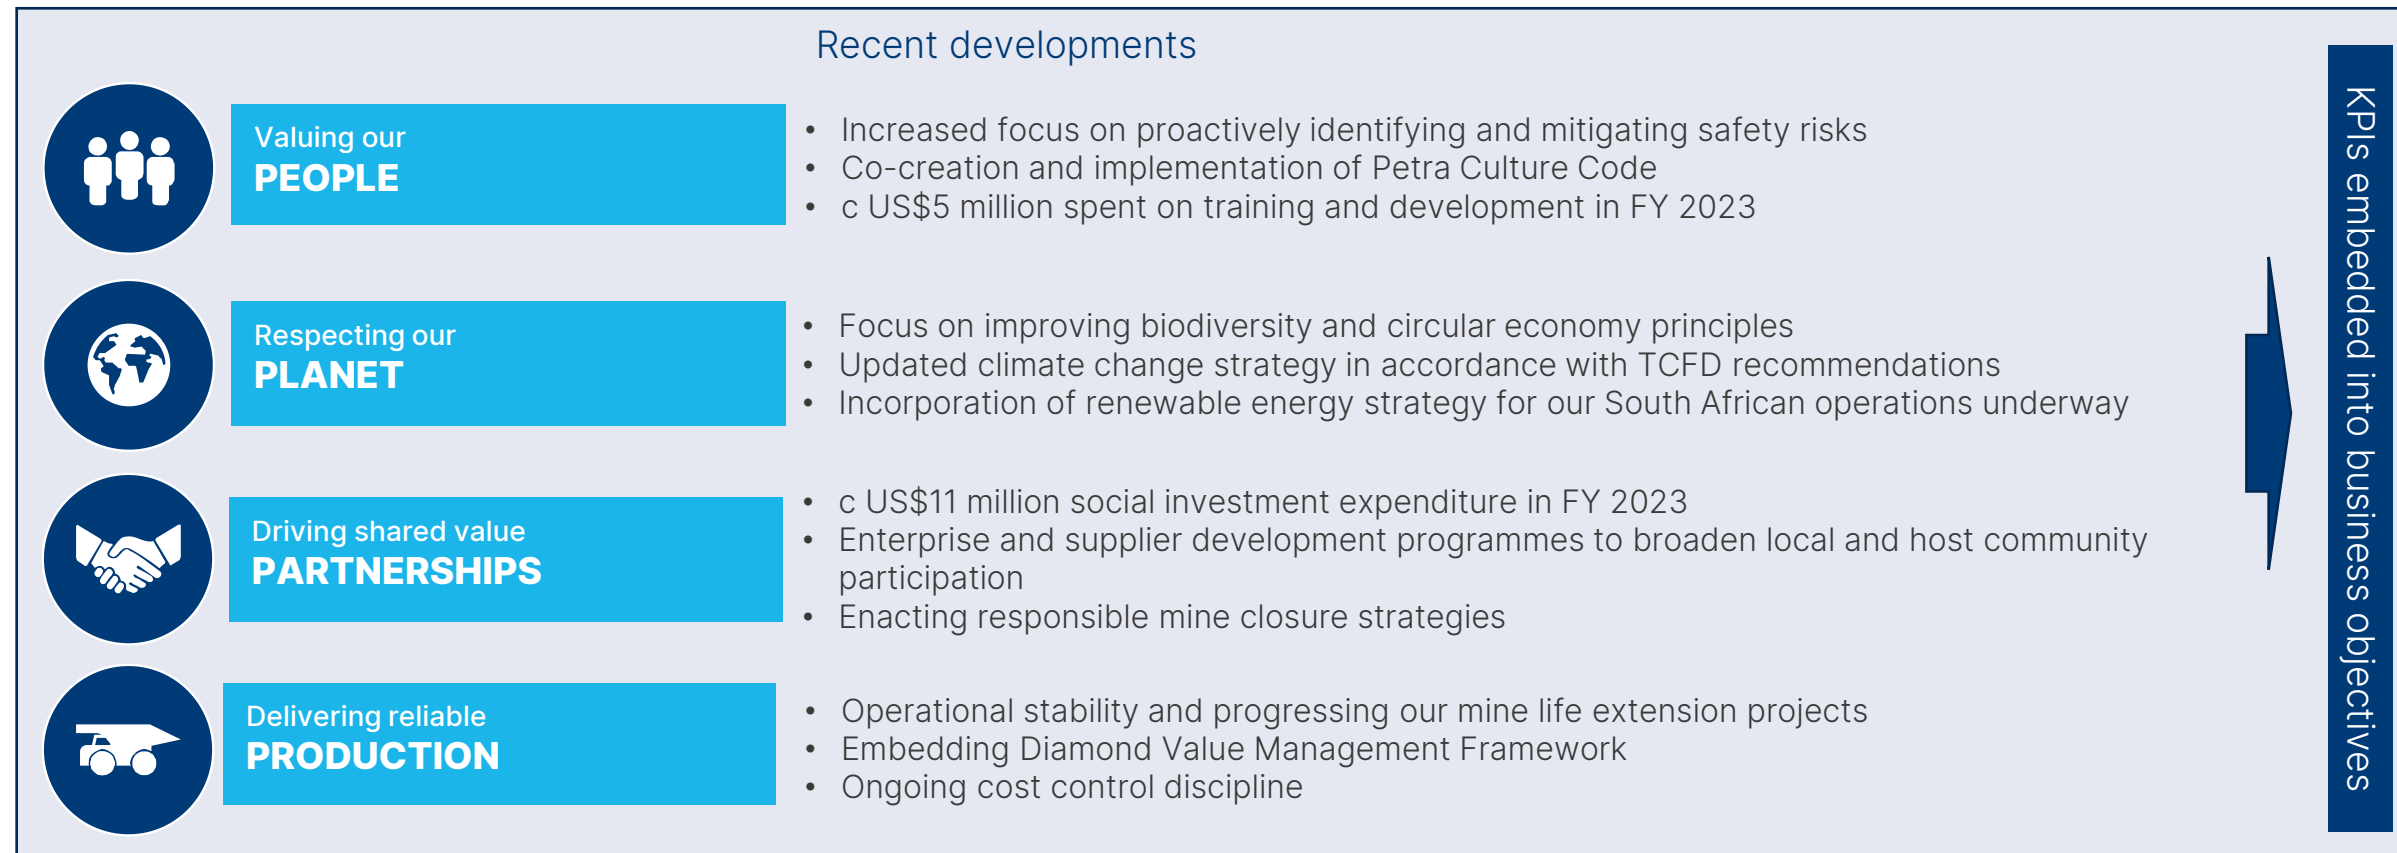 Recent developments
Valuing our
PEOPLE
• Increased focus on proactively identifying and mitigating safety risks
• Co-creation and implementation of Petra Culture Code
• c US$5 million spent on training and development in FY 2023
Respecting our
PLANET
• Focus on improving biodiversity and circular economy principles
• Updated climate change strategy in accordance with TCFD recommendations
• Incorporation of renewable energy strategy for our South African operations underway
Driving shared value
PARTNERSHIPS
• c US$11 million social investment expenditure in FY 2023
• Enterprise and supplier development programmes to broaden local and host community
participation
• Enacting responsible mine closure strategies
Delivering reliable
PRODUCTION
• Operational stability and progressing our mine life extension projects
• Embedding Diamond Value Management Framework
• Ongoing cost control discipline
KPIs embedded into business objectives